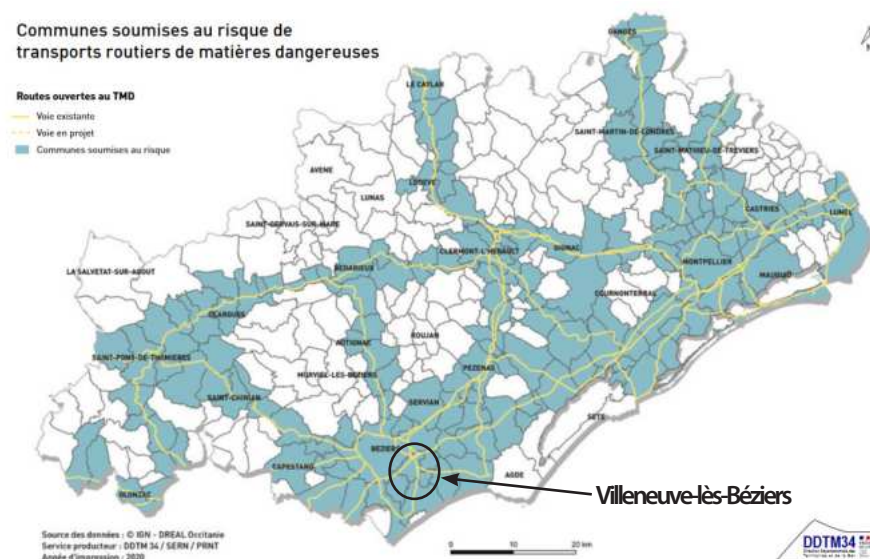 Communes soumises au risque de
transports routiers de matières dangereuses
Routes ouvertes au TMD
Voie existante
Voie en projet
Communes soumises au risque
GANGES
LE CAYLAR
SAINT-MARTIN-DE-LONDRES
SAINT-MATHIEU-DE-TREVIERS
AVENE
LODEVE
LUNAS
CASTRIES
LUNEL
SAINT-GERVAIS-SUR-MARE
CLERMONT-L'HERAULT
GIGNAC
MONTPELLIER
LA SALVETAT-SUR-AGOUT
BEDARIEUX
MAUGUIO
COURNONTERRAL
OLARGUES
ROUJAN
AUTIGNAC
SAINT-PONS-DE-THOMIERES
PEZENAS
MURVIEL-LES-BEZIERS
SAINT-CHINIAN
SERVIAN
SETE
BEZIERS
CAPESTANG
AGDE
OLONZAC
Villeneuve-lès-Béziers
Source des données : © IGN - DREAL Occitanie
Service producteur : DDTM 34 / SERN / PRNT
Année d'impression : 2020
0 10 20 km
DDTM34